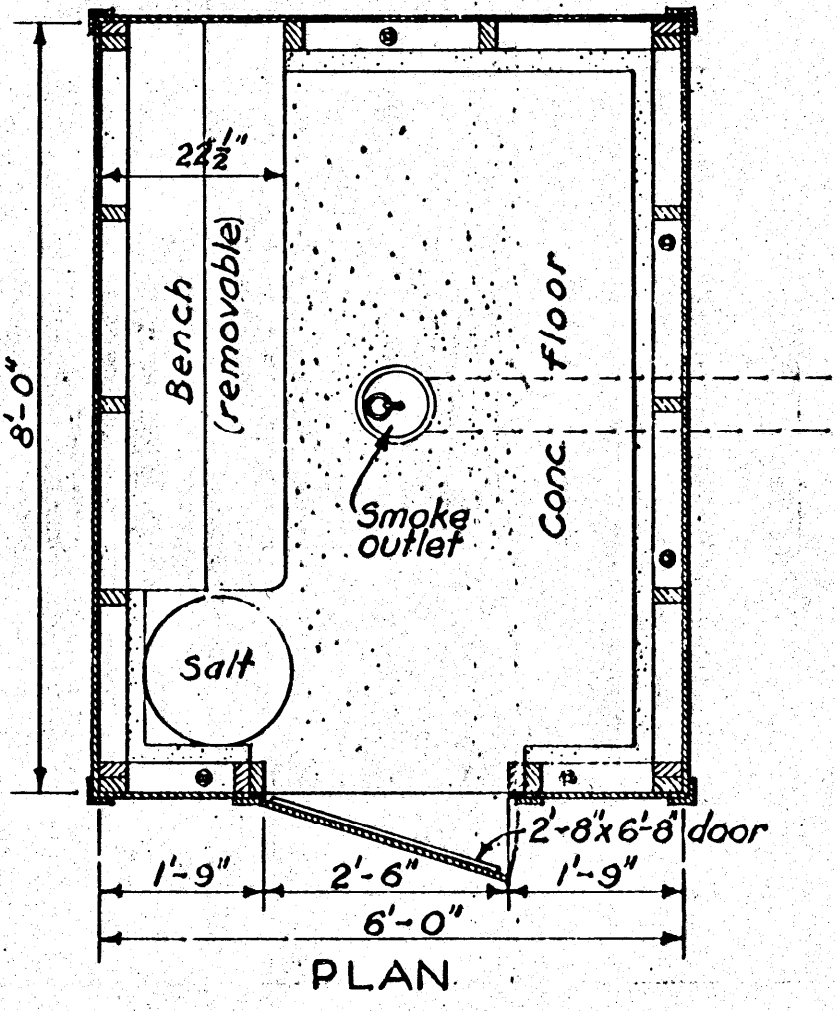 22½"
Bench
(removable)
8'-0"
Conc. floor
Smoke
outlet
Salt
2'-8"x6'-8" door
1'-9"
2'-6"
1'-9"
6'-0"
PLAN